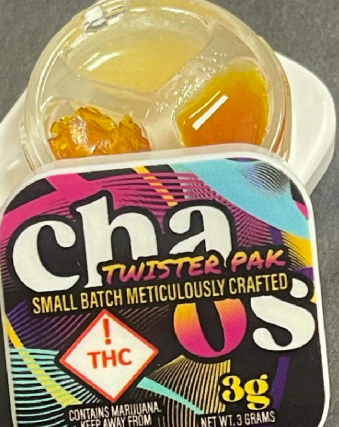 cha
TWISTER PAK
SMALL BATCH METICULOUSLY CRAFTED
os
!
THC
3g
CONTAINS MARIJUANA.
KEEP AWAY FROM
NET WT. 3 GRAMS